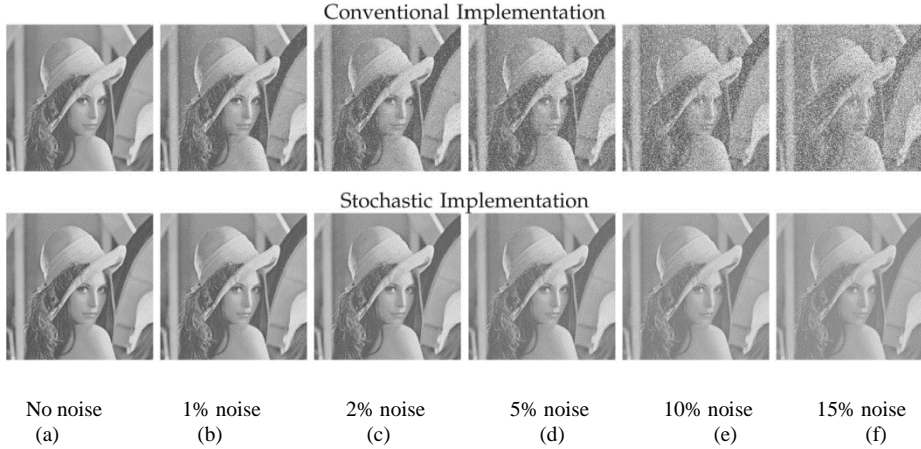 Conventional Implementation
Stochastic Implementation
No noise 1% noise 2% noise 5% noise 10% noise 15% noise
(a) (b) (c) (d) (e) (f)